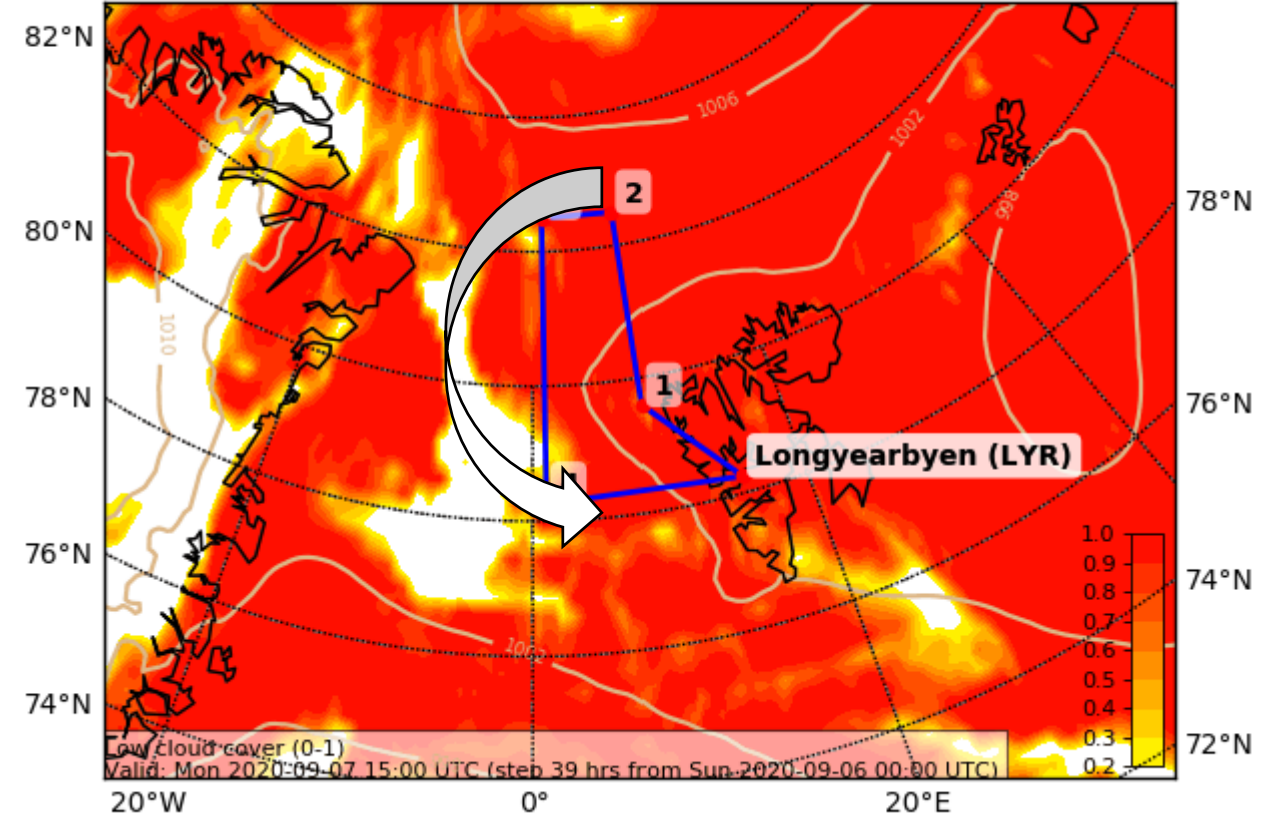 82°N
80°N
78°N
76°N
74°N
78°N
76°N
74°N
72°N
20°W
0°
20°E
1006
1002
998
1010
1002
2
1
Longyearbyen (LYR)
1.0
0.9
0.8
0.7
0.6
0.5
0.4
0.3
0.2
Low cloud cover (0-1)
Valid: Mon 2020-09-07 15:00 UTC (step 39 hrs from Sun 2020-09-06 00:00 UTC)